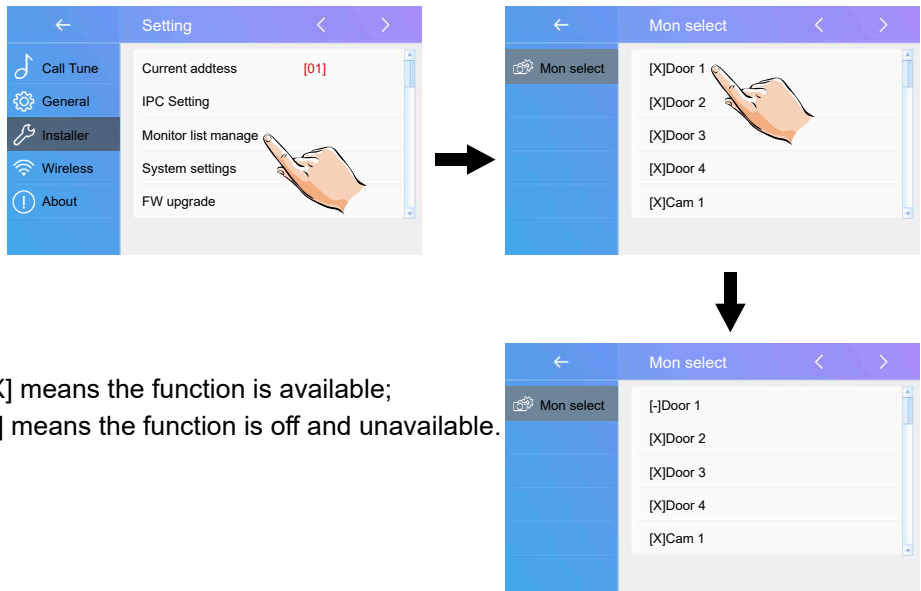 Setting
Call Tune
General
Installer
Wireless
About
Current addtess [01]
IPC Setting
Monitor list manage
System settings
FW upgrade
Mon select
Mon select
[X]Door 1
[X]Door 2
[X]Door 3
[X]Door 4
[X]Cam 1
X] means the function is available;
] means the function is off and unavailable.
Mon select
Mon select
[-]Door 1
[X]Door 2
[X]Door 3
[X]Door 4
[X]Cam 1